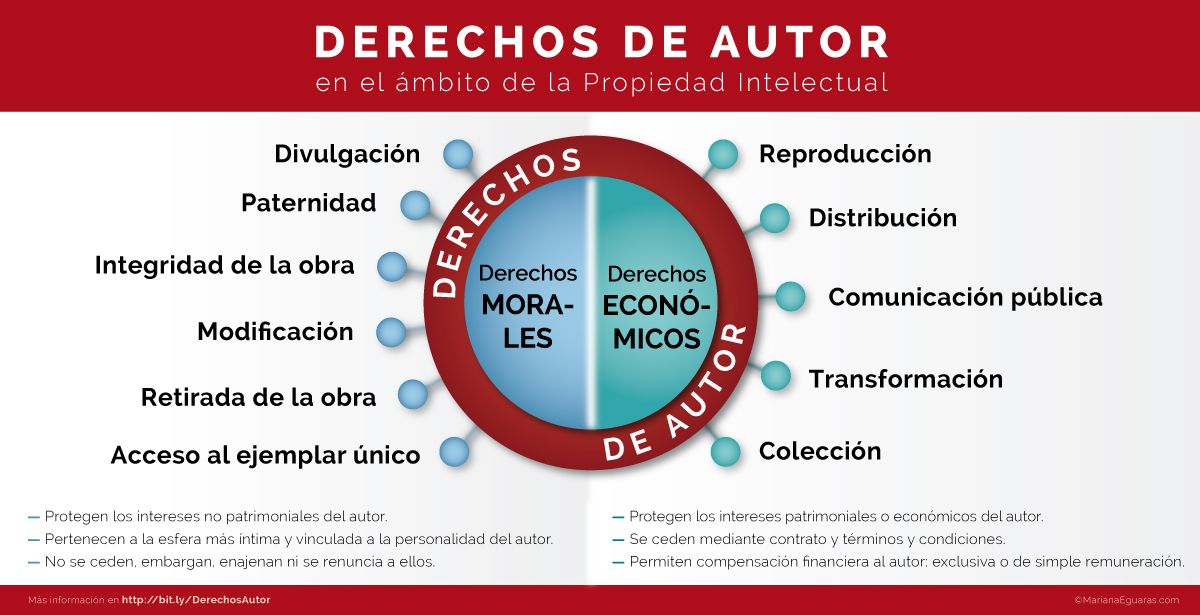 DERECHOS DE AUTOR
en el ámbito de la Propiedad Intelectual
Divulgación
Paternidad
Integridad de la obra
Modificación
Retirada de la obra
Acceso al ejemplar único
DERECHOS
DE AUTOR
Derechos
MORA-
LES
Derechos
ECONÓ-
MICOS
Reproducción
Distribución
Comunicación pública
Transformación
Colección
— Protegen los intereses no patrimoniales del autor.
— Pertenecen a la esfera más íntima y vinculada a la personalidad del autor.
— No se ceden, embargan, enajenan ni se renuncia a ellos.
— Protegen los intereses patrimoniales o económicos del autor.
— Se ceden mediante contrato y términos y condiciones.
— Permiten compensación financiera al autor: exclusiva o de simple remuneración.
Más información en http://bit.ly/DerechosAutor
©MarianaEguaras.com